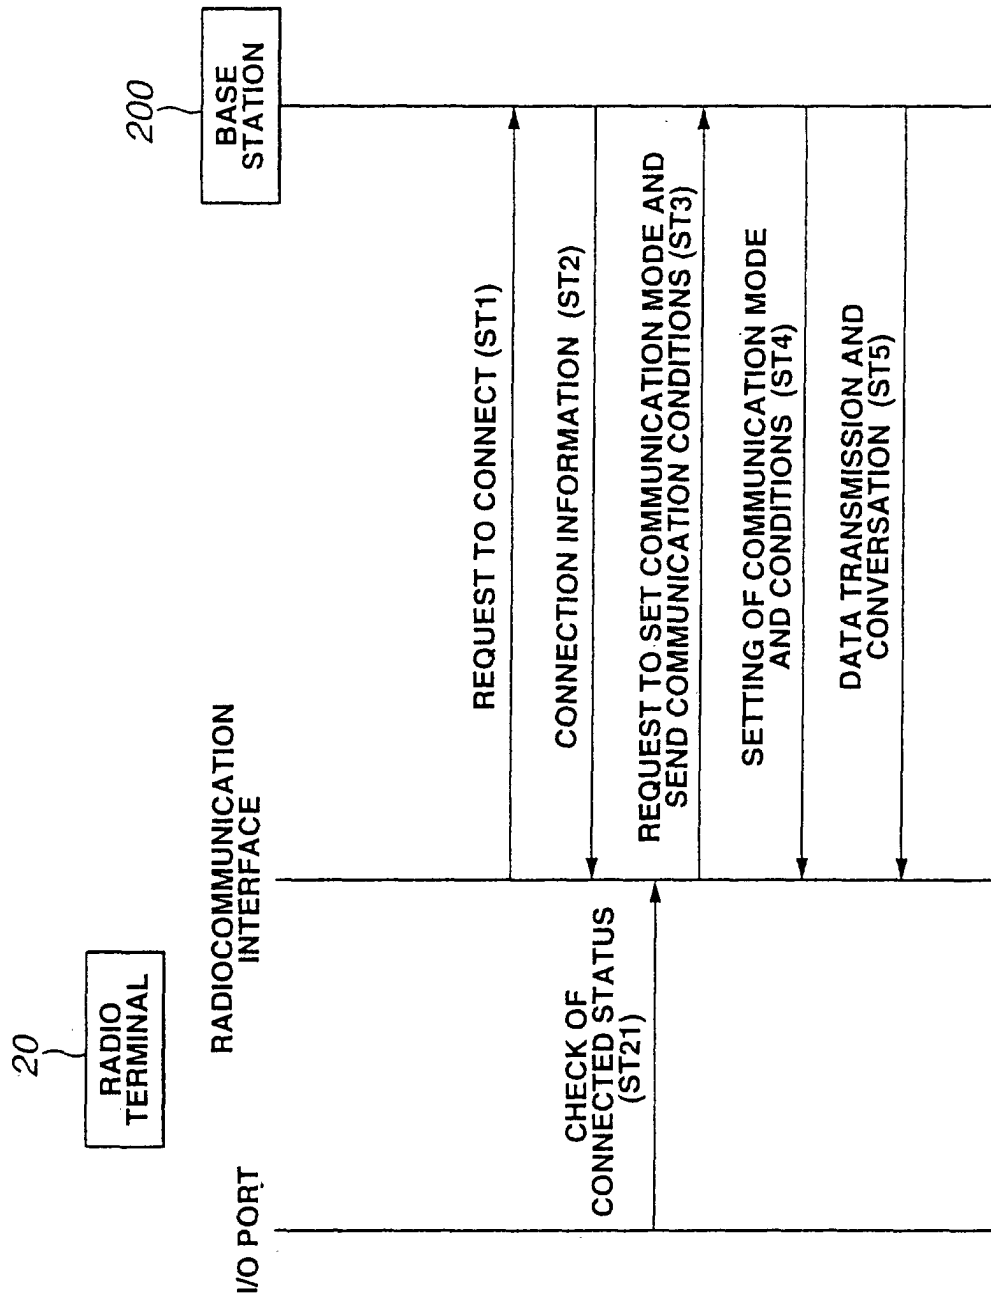 20
RADIO
TERMINAL
200
BASE
STATION
I/O PORT
RADIOCOMMUNICATION
INTERFACE
REQUEST TO CONNECT (ST1)
CONNECTION INFORMATION (ST2)
CHECK OF
CONNECTED STATUS
(ST21)
REQUEST TO SET COMMUNICATION MODE AND
SEND COMMUNICATION CONDITIONS (ST3)
SETTING OF COMMUNICATION MODE
AND CONDITIONS (ST4)
DATA TRANSMISSION AND
CONVERSATION (ST5)